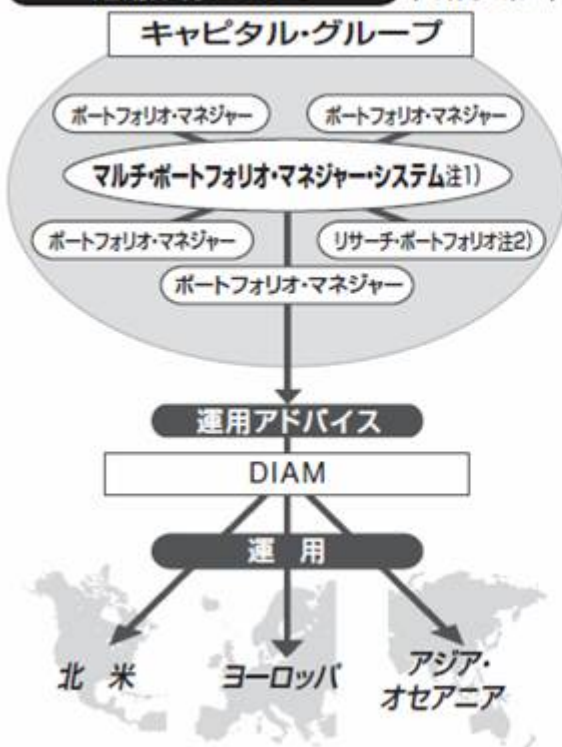 キャピタル・グループ
ポートフォリオ・マネジャー
ポートフォリオ・マネジャー
マルチ・ポートフォリオ・マネジャー・システム注1)
ポートフォリオ・マネジャー
リサーチ・ポートフォリオ注2)
ポートフォリオ・マネジャー
運用アドバイス
DIAM
運 用
北 米
ヨーロッパ
アジア・
オセアニア